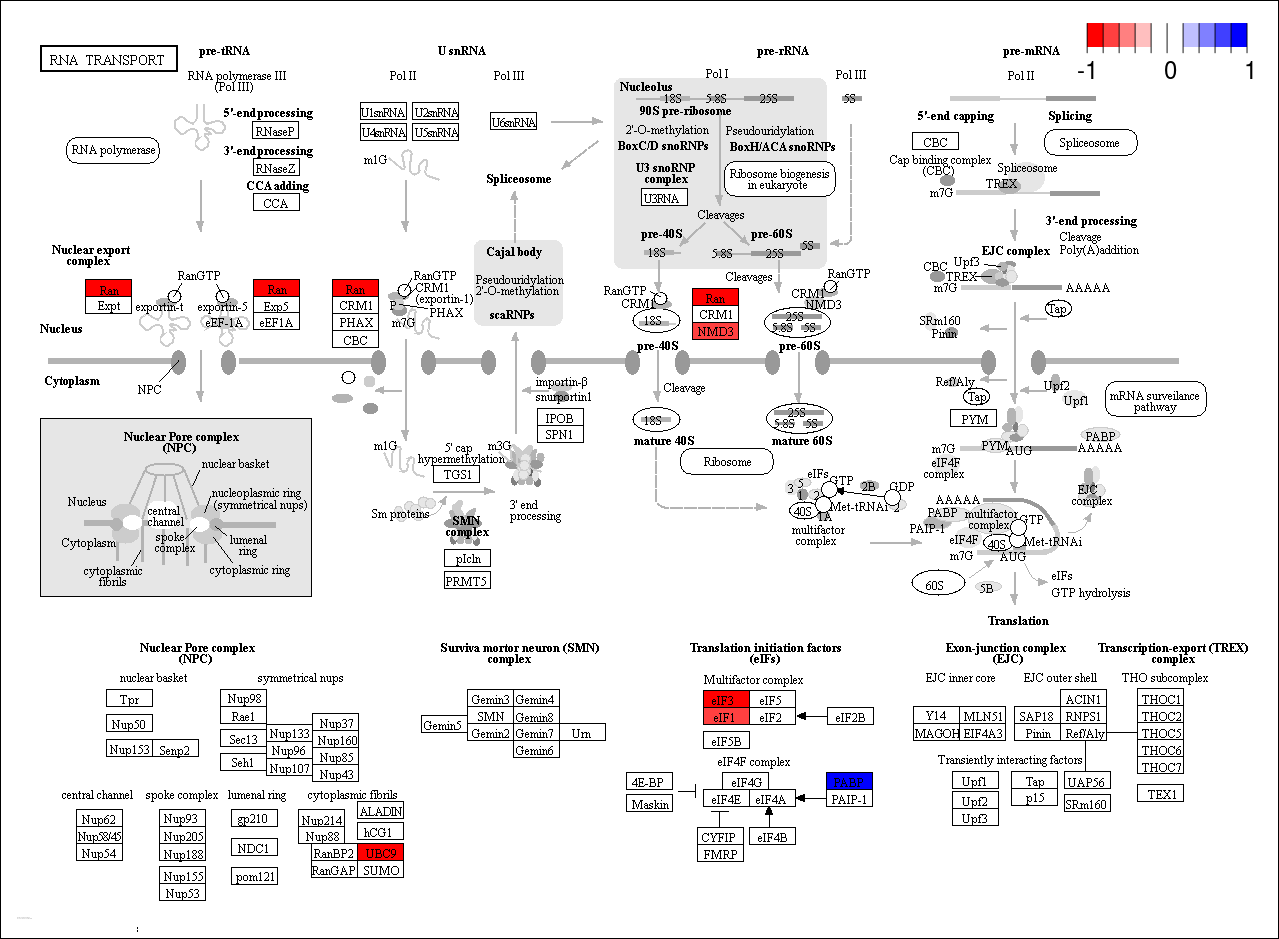 RNA TRANSPORT
pre-tRNA
U snRNA
pre-rRNA
pre-mRNA
-1 0 1
RNA polymerase III
(Pol III)
Pol II
Pol III
Pol I
Pol III
Pol II
5'-end processing
RNaseP
3'-end processing
RNaseZ
CCA adding
CCA
RNA polymerase
U1snRNA
U2snRNA
U4snRNA
U5snRNA
m1G
U6snRNA
Spliceosome
Nucleolus
18S 5.8S 25S
5S
90S pre-ribosome
2'-O-methylation
BoxC/D snoRNPs
Pseudouridylation
BoxH/ACA snoRNPs
U3 snoRNP
complex
U3RNA
Ribosome biogenesis
in eukaryote
Cleavages
pre-40S
18S
pre-60S
5.8S 25S 5S
5'-end capping
CBC
Cap binding complex
(CBC)
m7G
Splicing
Spliceosome
Spliceosome
TREX
3'-end processing
Cleavage
Poly(A)addition
EJC complex
CBC
Upf3
TREX
m7G
AAAAA
Tap
SRm160
Pinin
Nuclear export
complex
Ran
Expt
RanGTP
exportin-t
exportin-5
eEF-1A
Ran
Exp5
eEF1A
Ran
CRM1
PHAX
CBC
RanGTP
CRM1
(exportin-1)
P
PHAX
m7G
Cajal body
Pseudouridylation
2'-O-methylation
scaRNPs
RanGTP
CRM1
18S
pre-40S
Ran
CRM1
NMD3
Cleavages
RanGTP
CRM1
NMD3
25S
5.8S 5S
pre-60S
Nucleus
Cytoplasm
NPC
importin-β
snurportin1
IPOB
SPN1
Cleavage
18S
mature 40S
25S
5.8S 5S
mature 60S
Ref/Aly
Tap
PYM
Upf2
Upf1
mRNA surveilance
pathway
m7G
PYM
AUG
PABP
AAAAA
eIF4F
complex
Nuclear Pore complex
(NPC)
nuclear basket
Nucleus
nucleoplasmic ring
(symmetrical nups)
central
channel
spoke
complex
Cytoplasm
lumenal
ring
cytoplasmic
fibrils
cytoplasmic ring
m1G
5' cap
hypermethylation
TGS1
m3G
Sm proteins
3' end
processing
SMN
complex
pIcln
PRMT5
Ribosome
eIFs
3 5
1 2
GTP
2B
GDP
40S
1A
Met-tRNAi 2
multifactor
complex
AAAAA
PABP
PAIP-1
multifactor
complex
GTP
eIF4F
40S
Met-tRNAi
m7G
AUG
EJC
complex
60S
5B
eIFs
GTP hydrolysis
Translation
Nuclear Pore complex
(NPC)
nuclear basket
Tpr
Nup50
Nup153
Senp2
symmetrical nups
Nup98
Rae1
Sec13
Seh1
Nup133
Nup96
Nup107
Nup37
Nup160
Nup85
Nup43
central channel
Nup62
Nup58/45
Nup54
spoke complex
Nup93
Nup205
Nup188
Nup155
Nup53
lumenal ring
gp210
NDC1
pom121
cytoplasmic fibrils
Nup214
Nup88
RanBP2
RanGAP
ALADIN
hCG1
UBC9
SUMO
Surviva mortor neuron (SMN)
complex
Gemin5
Gemin3
SMN
Gemin2
Gemin4
Gemin8
Gemin7
Gemin6
Urn
Translation initiation factors
(eIFs)
Multifactor complex
eIF3
eIF5
eIF1
eIF2
eIF2B
eIF5B
eIF4F complex
4E-BP
Maskin
eIF4G
eIF4E
eIF4A
PABP
PAIP-1
CYFIP
FMRP
eIF4B
Exon-junction complex
(EJC)
EJC inner core
Y14
MLN51
MAGOH
EIF4A3
EJC outer shell
ACIN1
SAP18
RNPS1
Pinin
Ref/Aly
Transiently interacting factors
Upf1
Upf2
Upf3
Tap
p15
UAP56
SRm160
Transcription-export (TREX)
complex
THO subcomplex
THOC1
THOC2
THOC5
THOC6
THOC7
TEX1